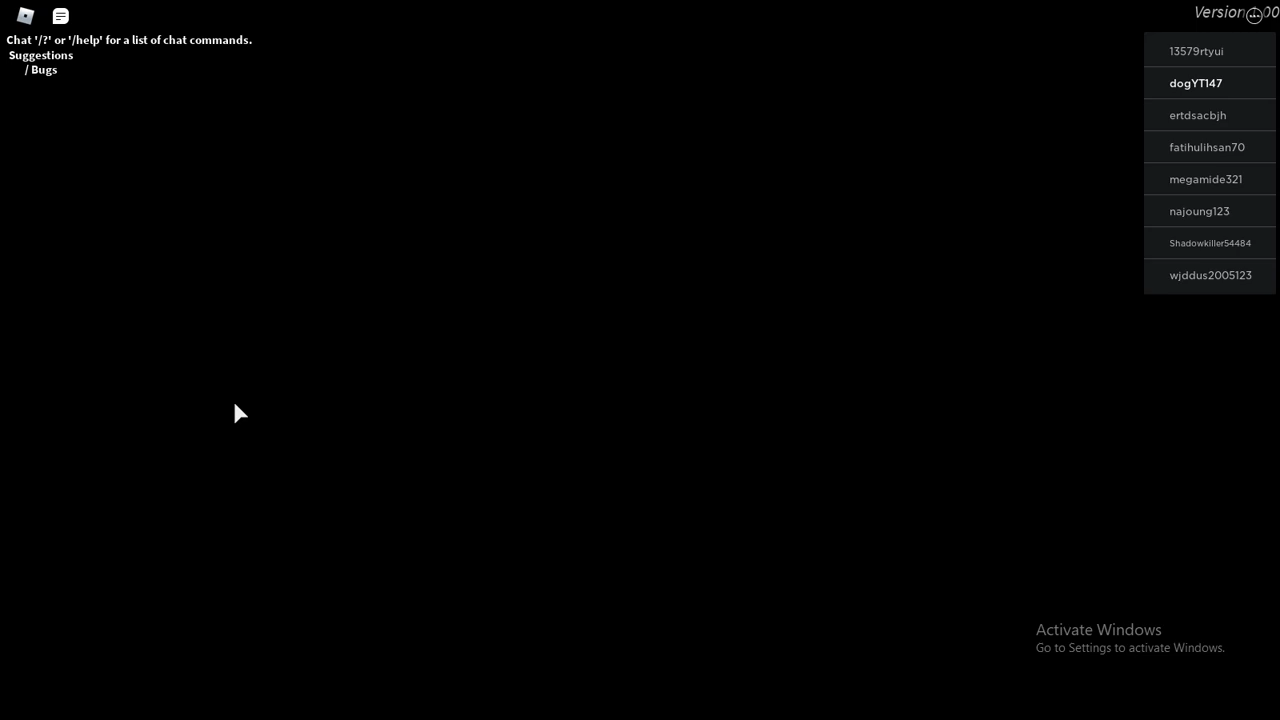 Version
Chat '/?' or '/help' for a list of chat commands.
Suggestions
/ Bugs
13579rtyui
dogYT147
ertdsacbjh
fatihulihsan70
megamide321
najoung123
Shadowkiller54484
wjddus2005123
Activate Windows
Go to Settings to activate Windows.